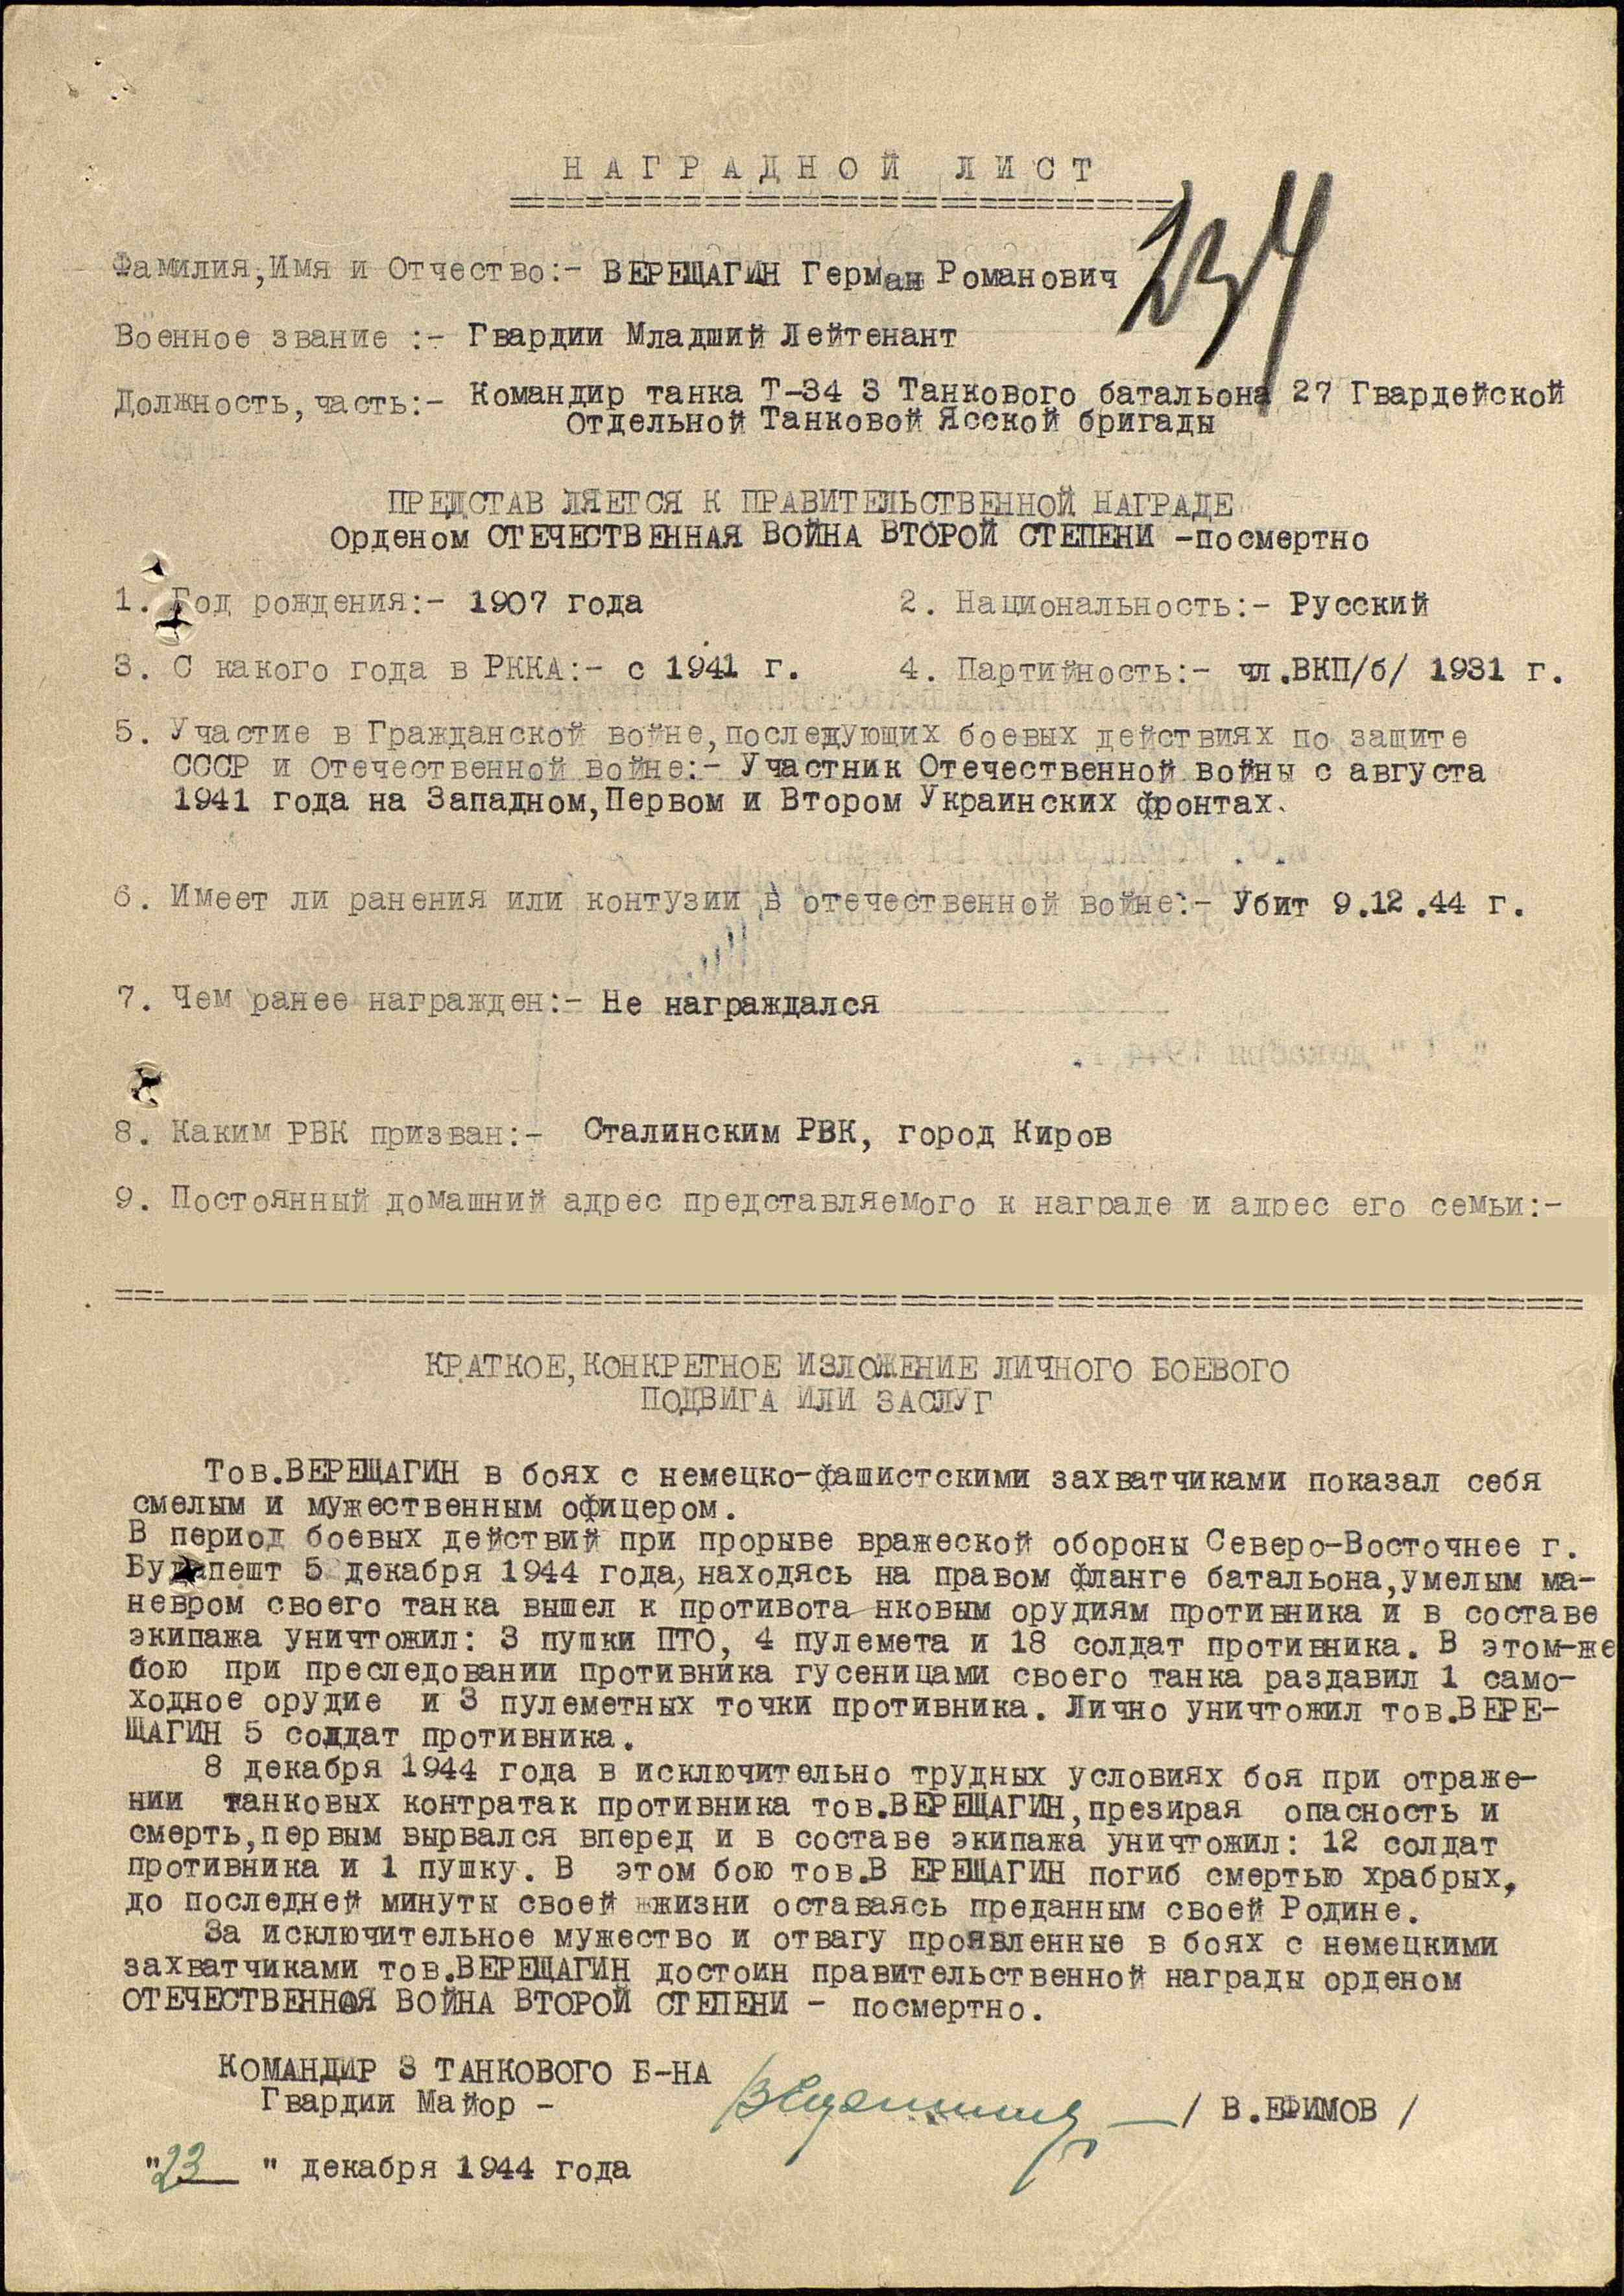 НАГРАДНОЙ ЛИСТ
234
Фамилия,Имя и Отчество:- ВЕРЕЩАГИН Герман Романович
Военное звание :- Гвардии Младший Лейтенант
Должность,часть:- Командир танка Т-34 3 Танкового батальона 27 Гвардейской
Отдельной Танковой Ясской бригады
ПРЕДСТАВ ЛЯЕТСЯ К ПРАВИТЕЛЬСТВЕННОЙ НАГРАДЕ
Орденом ОТЕЧЕСТВЕННАЯ ВОЙНА ВТОРОЙ СТЕПЕНИ -посмертно
1. Год рождения:- 1907 года 2. Национальность:- Русский
3. С какого года в РККА:- с 1941 г. 4. Партийность:- чл.ВКП/б/ 1931 г.
5. Участие в Гражданской войне,последующих боевых действиях по защите
СССР и Отечественной войне:- Участник Отечественной войны с августа
1941 года на Западном,Первом и Втором Украинских фронтах.
6. Имеет ли ранения или контузии в отечественной войне:- Убит 9.12.44 г.
7. Чем ранее награжден:- Не награждался
8. Каким РВК призван:- Сталинским РВК, город Киров
9. Постоянный домашний адрес представляемого к награде и адрес его семьи:-
КРАТКОЕ,КОНКРЕТНОЕ ИЗЛОЖЕНИЕ ЛИЧНОГО БОЕВОГО
ПОДВИГА ИЛИ ЗАСЛУГ
Тов.ВЕРЕЩАГИН в боях с немецко-фашистскими захватчиками показал себя
смелым и мужественным офицером.
В период боевых действий при прорыве вражеской обороны Северо-Восточнее г.
Будапешт 5 декабря 1944 года, находясь на правом фланге батальона,умелым ма-
невром своего танка вышел к противота нковым орудиям противника и в составе
экипажа уничтожил: 3 пушки ПТО, 4 пулемета и 18 солдат противника. В этом-же
бою при преследовании противника гусеницами своего танка раздавил 1 само-
ходное орудие и 3 пулеметных точки противника. Лично уничтожил тов.ВЕРЕ-
ЩАГИН 5 солдат противника.
8 декабря 1944 года в исключительно трудных условиях боя при отраже-
нии танковых контратак противника тов.ВЕРЕЩАГИН,презирая опасность и
смерть,первым вырвался вперед и в составе экипажа уничтожил: 12 солдат
противника и 1 пушку. В этом бою тов.В ЕРЕЩАГИН погиб смертью храбрых,
до последней минуты своей жизни оставаясь преданным своей Родине.
За исключительное мужество и отвагу проявленные в боях с немецкими
захватчиками тов.ВЕРЕЩАГИН достоин правительственной награды орденом
ОТЕЧЕСТВЕННАЯ ВОЙНА ВТОРОЙ СТЕПЕНИ - посмертно.
КОМАНДИР 3 ТАНКОВОГО Б-НА
Гвардии Майор - / В.ЕФИМОВ /
"23 " декабря 1944 года